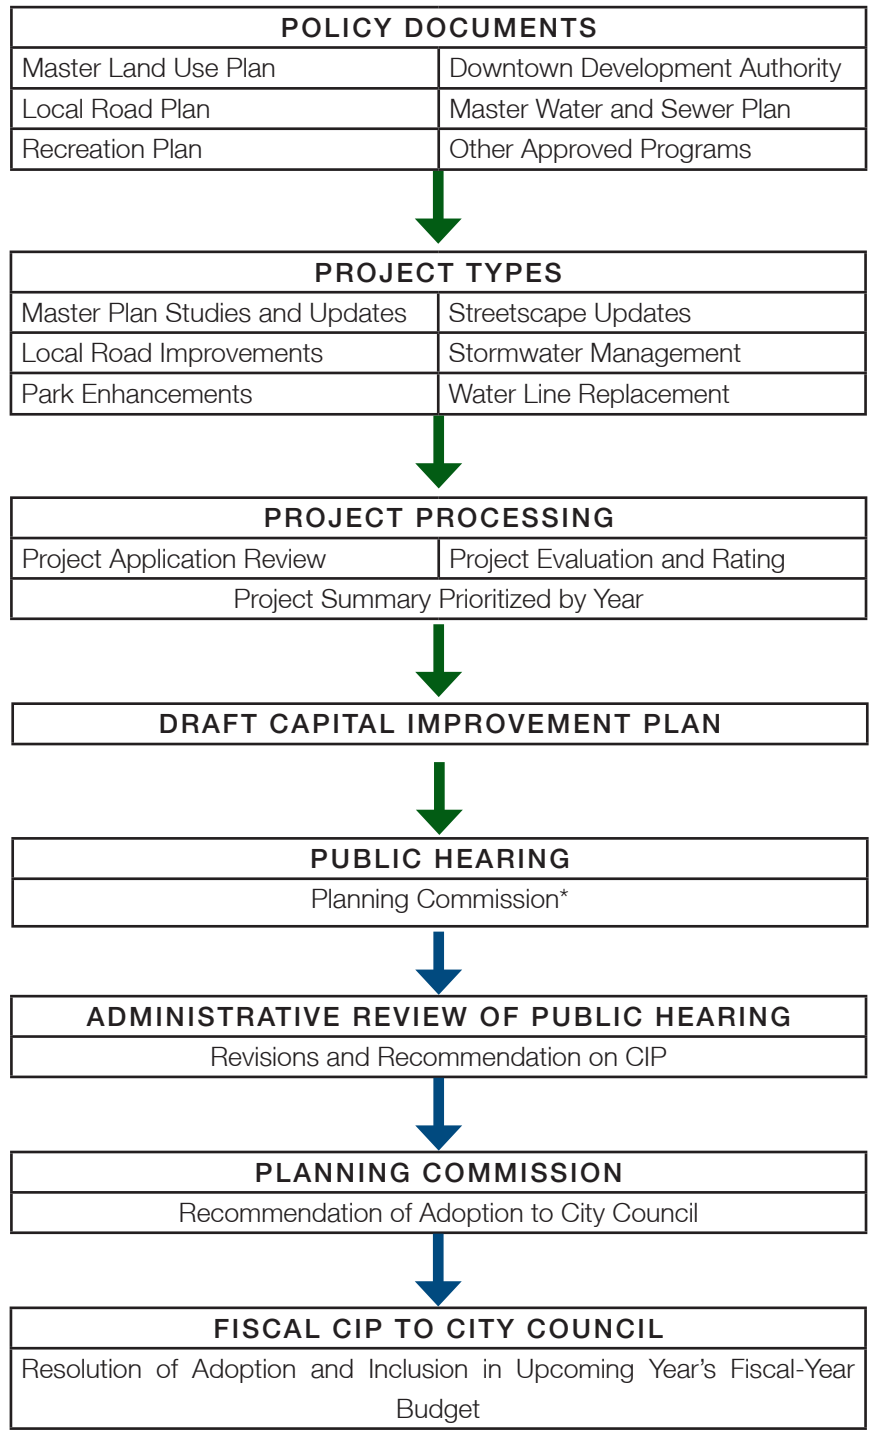 POLICY DOCUMENTS
Master Land Use Plan
Downtown Development Authority
Local Road Plan
Master Water and Sewer Plan
Recreation Plan
Other Approved Programs
PROJECT TYPES
Master Plan Studies and Updates
Streetscape Updates
Local Road Improvements
Stormwater Management
Park Enhancements
Water Line Replacement
PROJECT PROCESSING
Project Application Review
Project Evaluation and Rating
Project Summary Prioritized by Year
DRAFT CAPITAL IMPROVEMENT PLAN
PUBLIC HEARING
Planning Commission*
ADMINISTRATIVE REVIEW OF PUBLIC HEARING
Revisions and Recommendation on CIP
PLANNING COMMISSION
Recommendation of Adoption to City Council
FISCAL CIP TO CITY COUNCIL
Resolution of Adoption and Inclusion in Upcoming Year's Fiscal-Year
Budget